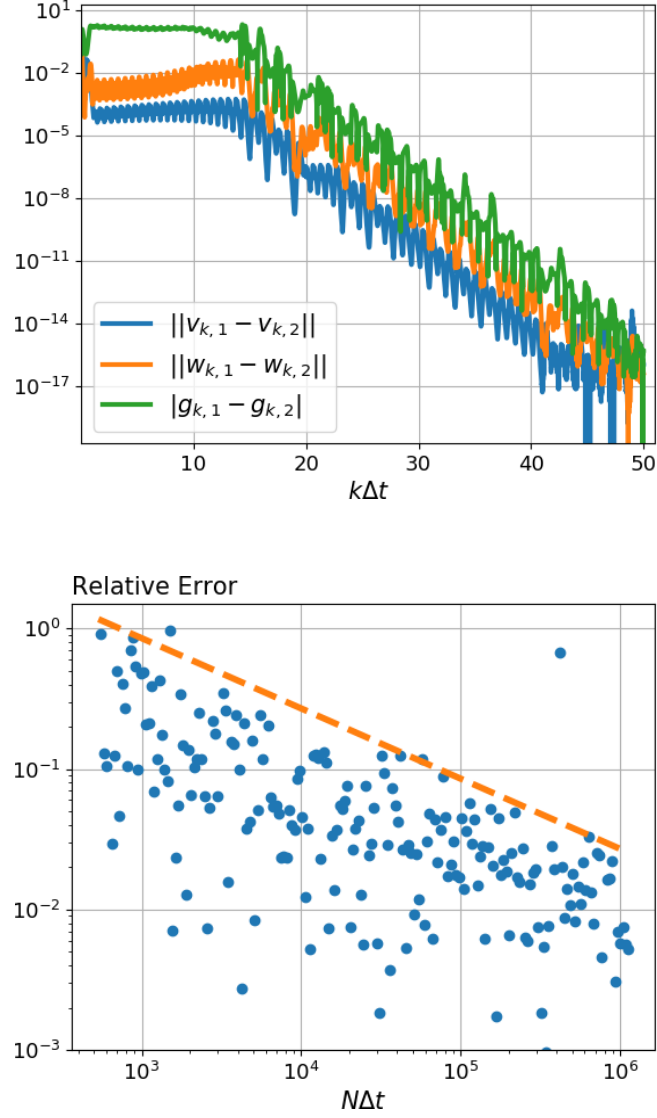 10^1
10^-2
10^-5
10^-8
10^-11
10^-14
10^-17
||v_{k,1} − v_{k,2}||
||w_{k,1} − w_{k,2}||
|g_{k,1} − g_{k,2}|
10 20 30 40 50
kΔt
Relative Error
10^0
10^-1
10^-2
10^-3
10^3 10^4 10^5 10^6
NΔt